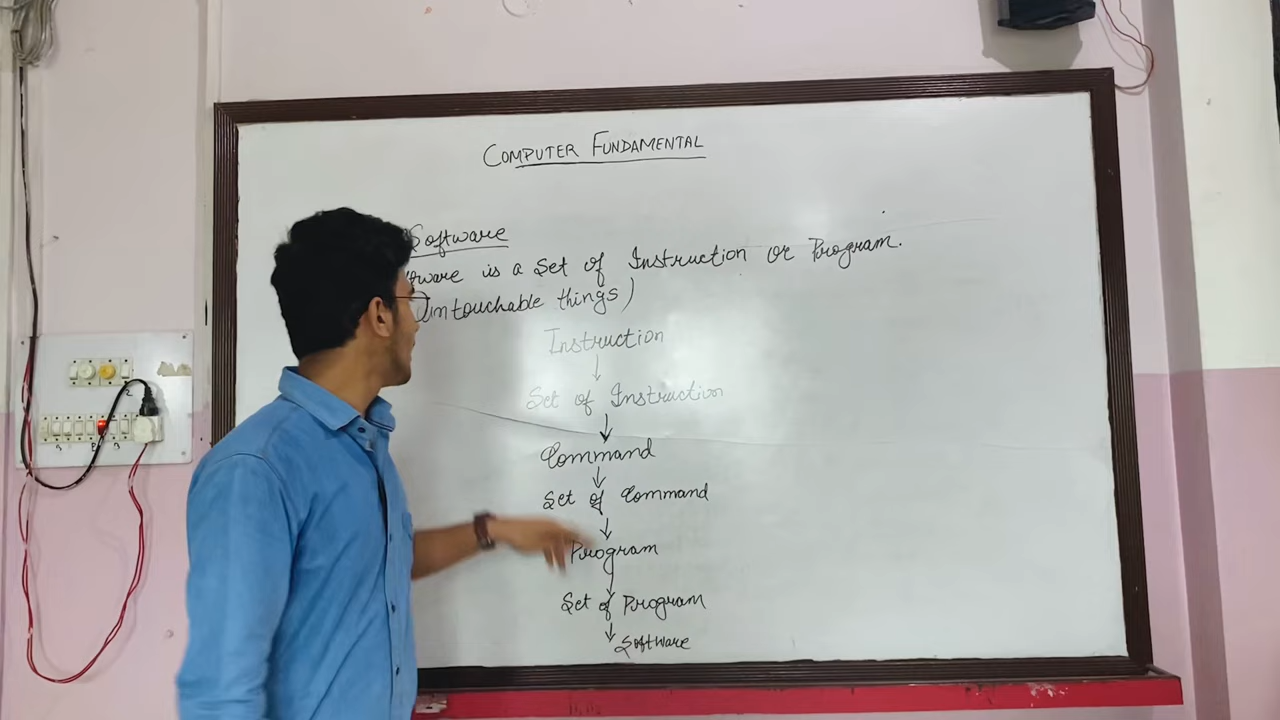 COMPUTER FUNDAMENTAL
Software
ftware is a Set of Instruction or Program.
(Untouchable things)
Instruction
↓
Set of Instruction
↓
Command
↓
Set of Command
↓
Program
↓
Set of Program
↓
Software